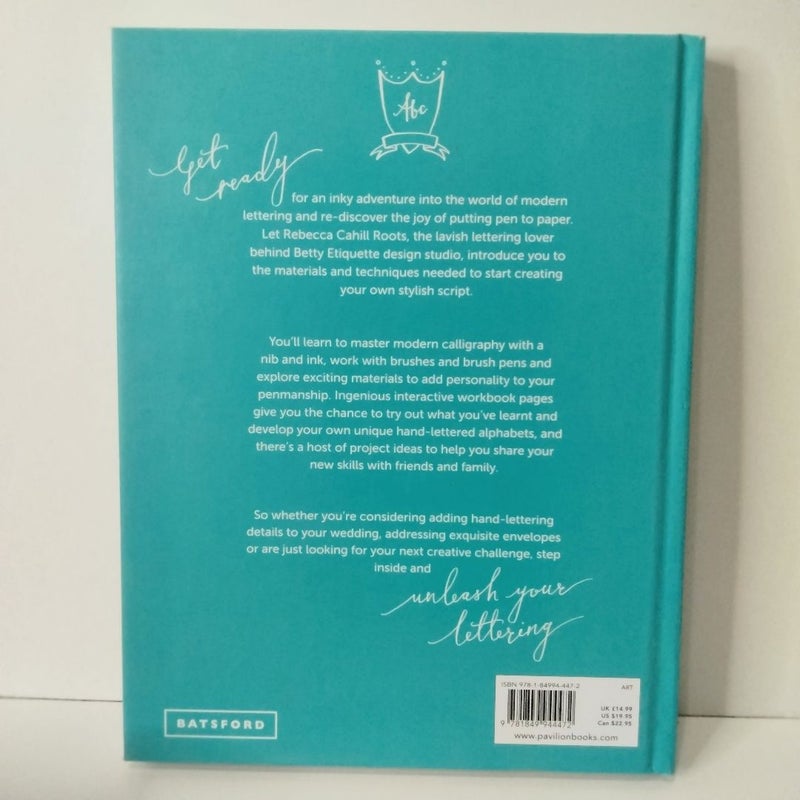 Abc
Get
ready
for an inky adventure into the world of modern
lettering and re-discover the joy of putting pen to paper.
Let Rebecca Cahill Roots, the lavish lettering lover
behind Betty Etiquette design studio, introduce you to
the materials and techniques needed to start creating
your own stylish script.
You'll learn to master modern calligraphy with a
nib and ink, work with brushes and brush pens and
explore exciting materials to add personality to your
penmanship. Ingenious interactive workbook pages
give you the chance to try out what you've learnt and
develop your own unique hand-lettered alphabets, and
there's a host of project ideas to help you share your
new skills with friends and family.
So whether you're considering adding hand-lettering
details to your wedding, addressing exquisite envelopes
or are just looking for your next creative challenge, step
inside and
unleash your
lettering
BATSFORD
ISBN 978-1-84994-447-2 ART
UK £14.99
US $19.95
Can $22.95
9 781849 944472
www.pavilionbooks.com